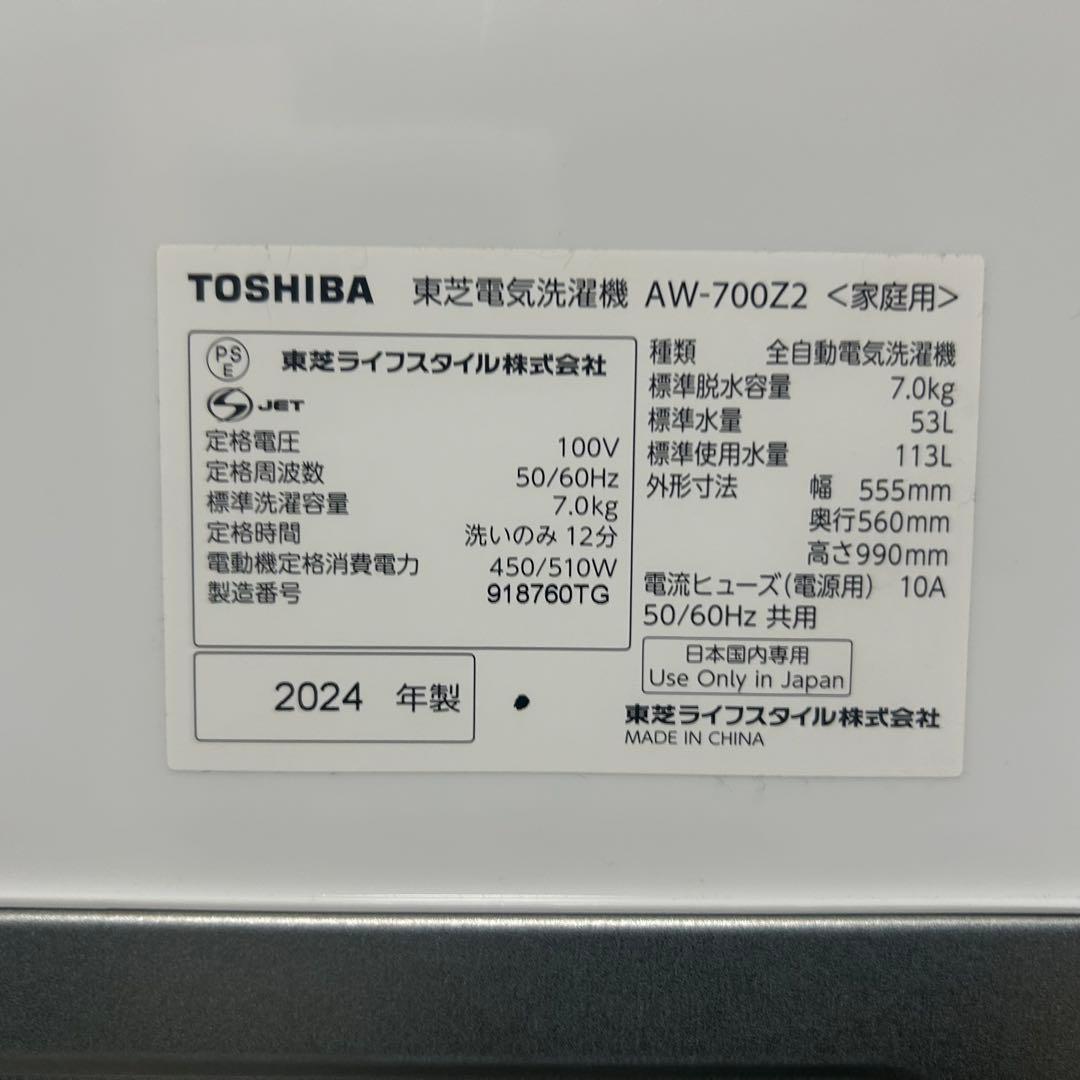 TOSHIBA 東芝電気洗濯機 AW-700Z2 <家庭用>
PS E 東芝ライフスタイル株式会社
S JET
定格電圧 100V
定格周波数 50/60Hz
標準洗濯容量 7.0kg
定格時間 洗いのみ 12分
電動機定格消費電力 450/510W
製造番号 918760TG
2024 年製
種類 全自動電気洗濯機
標準脱水容量 7.0kg
標準水量 53L
標準使用水量 113L
外形寸法 幅 555mm
奥行560mm
高さ990mm
電流ヒューズ(電源用) 10A
50/60Hz 共用
日本国内専用
Use Only in Japan
東芝ライフスタイル株式会社
MADE IN CHINA